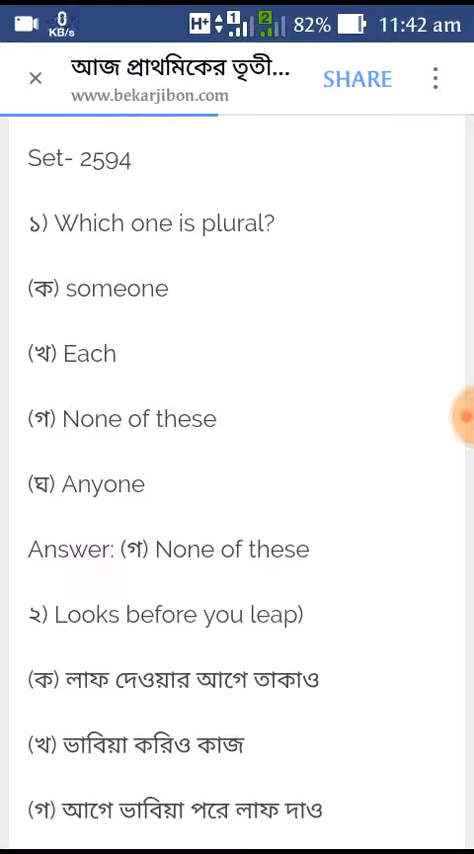 0 KB/s H+ 1 2 82% 11:42 am
আজ প্রাথমিকের তৃতী...
www.bekarjibon.com
SHARE
Set- 2594
১) Which one is plural?
(ক) someone
(খ) Each
(গ) None of these
(ঘ) Anyone
Answer: (গ) None of these
২) Looks before you leap)
(ক) লাফ দেওয়ার আগে তাকাও
(খ) ভাবিয়া করিও কাজ
(গ) আগে ভাবিয়া পরে লাফ দাও